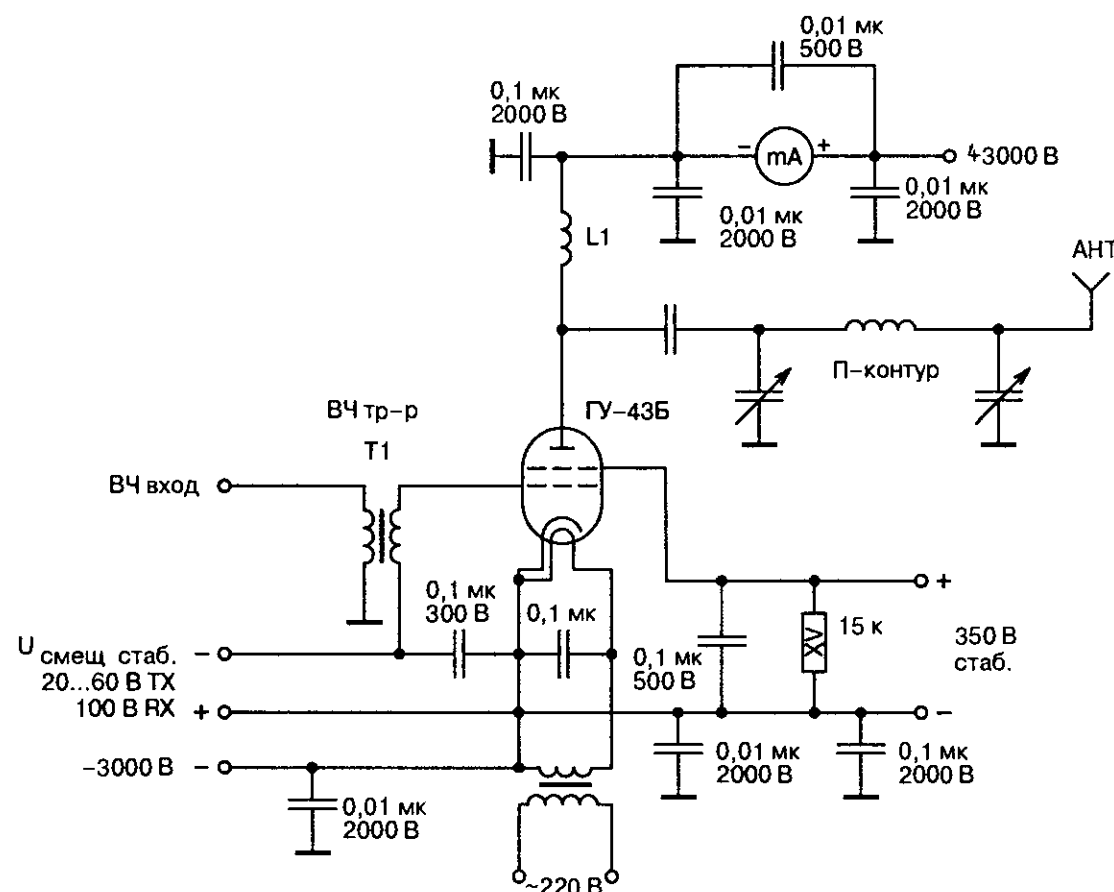 0,01 мк
500 В
0,1 мк
2000 В
– mA +
+3000 В
0,01 мк
2000 В
0,01 мк
2000 В
L1
АНТ
П–контур
ВЧ тр–р
T1
ГУ–43Б
ВЧ вход
0,1 мк
300 В
0,1 мк
U смещ. стаб. –
20...60 В TX
100 В RX +
0,1 мк
500 В
XV
15 к
+
350 В
стаб.
–
–3000 В –
0,01 мк
2000 В
0,01 мк
2000 В
0,1 мк
2000 В
~220 В